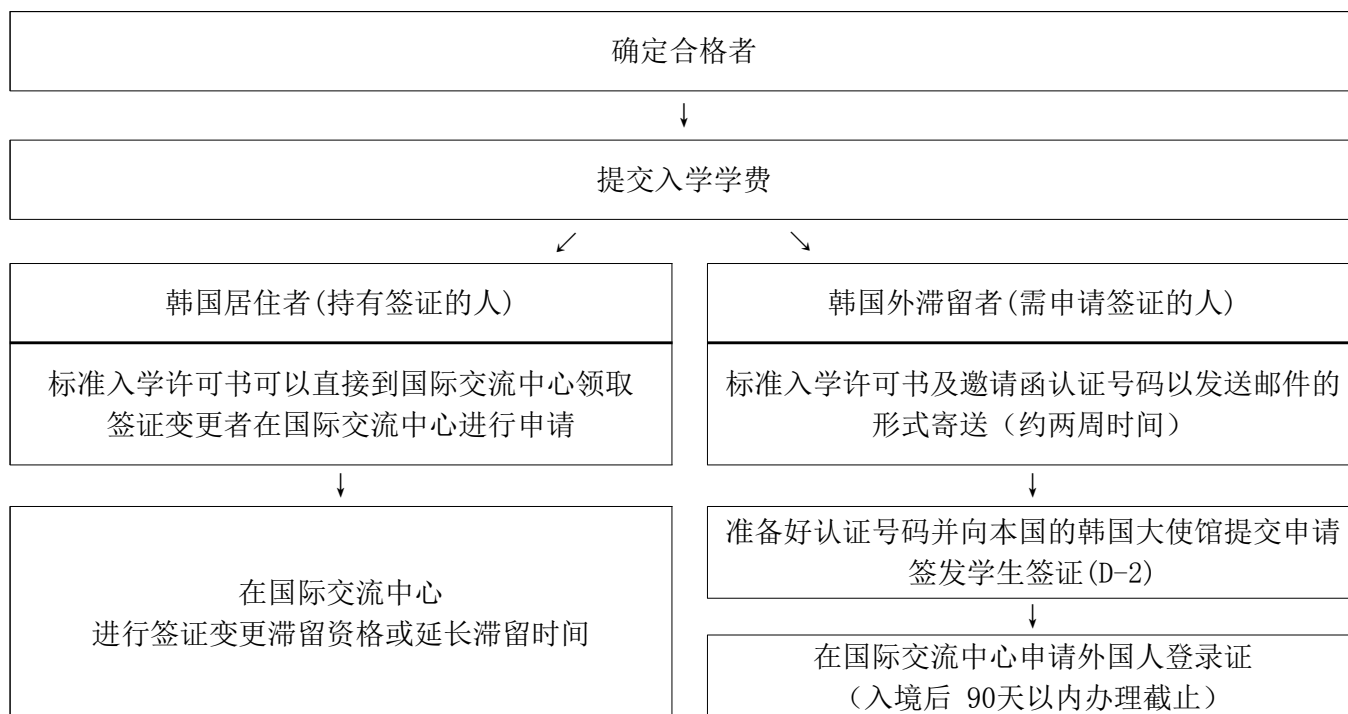 确定合格者
↓
提交入学学费
↙ ↘
韩国居住者(持有签证的人)
标准入学许可书可以直接到国际交流中心领取
签证变更者在国际交流中心进行申请
↓
在国际交流中心
进行签证变更滞留资格或延长滞留时间
韩国外滞留者(需申请签证的人)
标准入学许可书及邀请函认证号码以发送邮件的
形式寄送（约两周时间）
↓
准备好认证号码并向本国的韩国大使馆提交申请
签发学生签证(D-2)
↓
在国际交流中心申请外国人登录证
（入境后 90天以内办理截止）